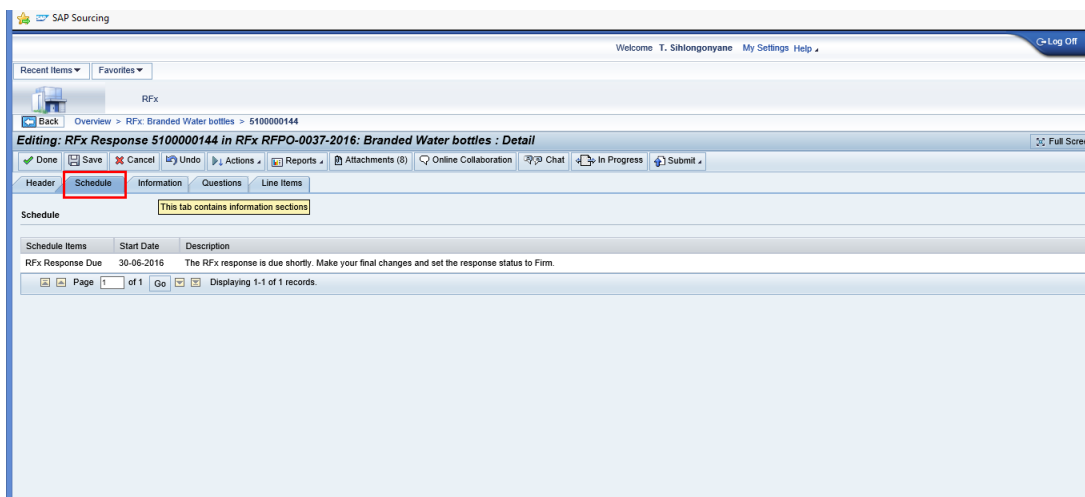 SAP Sourcing
Welcome T. Sihlongonyane My Settings Help
Log Off
Recent Items Favorites
RFx
Back Overview > RFx: Branded Water bottles > 5100000144
Editing: RFx Response 5100000144 in RFx RFPO-0037-2016: Branded Water bottles : Detail
Full Scree
Done Save Cancel Undo Actions Reports Attachments (8) Online Collaboration Chat In Progress Submit
Header Schedule Information Questions Line Items
This tab contains information sections
Schedule
Schedule Items Start Date Description
RFx Response Due 30-06-2016 The RFx response is due shortly. Make your final changes and set the response status to Firm.
Page 1 of 1 Go Displaying 1-1 of 1 records.